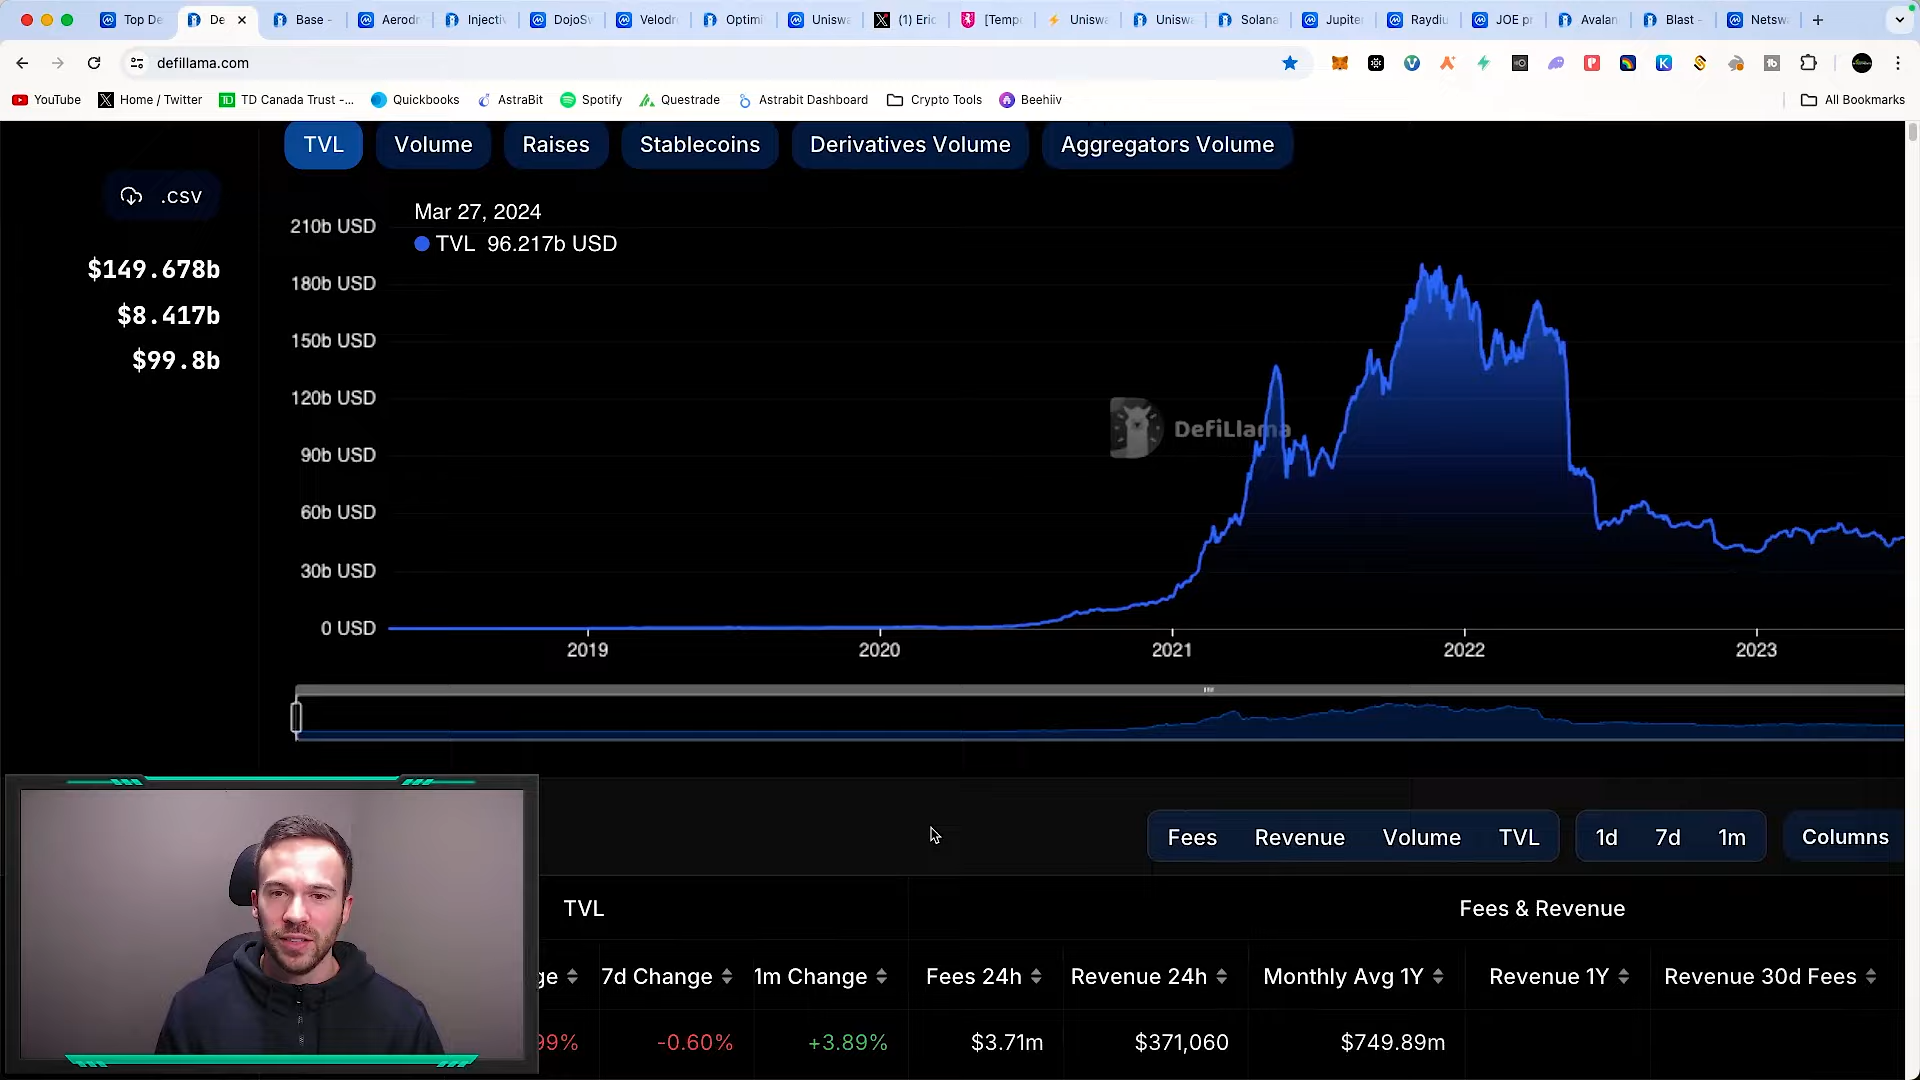 Top De
De
Base -
Aerodr
Injectiv
DojoSw
Velodr
Optimi
Uniswa
(1) Eric
[Temp
Uniswa
Uniswa
Solana
Jupiter
Raydiu
JOE pr
Avalan
Blast -
Netswa
defillama.com
YouTube
Home / Twitter
TD Canada Trust -...
Quickbooks
AstraBit
Spotify
Questrade
Astrabit Dashboard
Crypto Tools
Beehiiv
All Bookmarks
TVL
Volume
Raises
Stablecoins
Derivatives Volume
Aggregators Volume
.csv
$149.678b
$8.417b
$99.8b
Mar 27, 2024
TVL 96.217b USD
210b USD
180b USD
150b USD
120b USD
90b USD
60b USD
30b USD
0 USD
DefiLlama
2019
2020
2021
2022
2023
Fees
Revenue
Volume
TVL
1d
7d
1m
Columns
TVL
Fees & Revenue
ge
7d Change
1m Change
Fees 24h
Revenue 24h
Monthly Avg 1Y
Revenue 1Y
Revenue 30d Fees
99%
-0.60%
+3.89%
$3.71m
$371,060
$749.89m